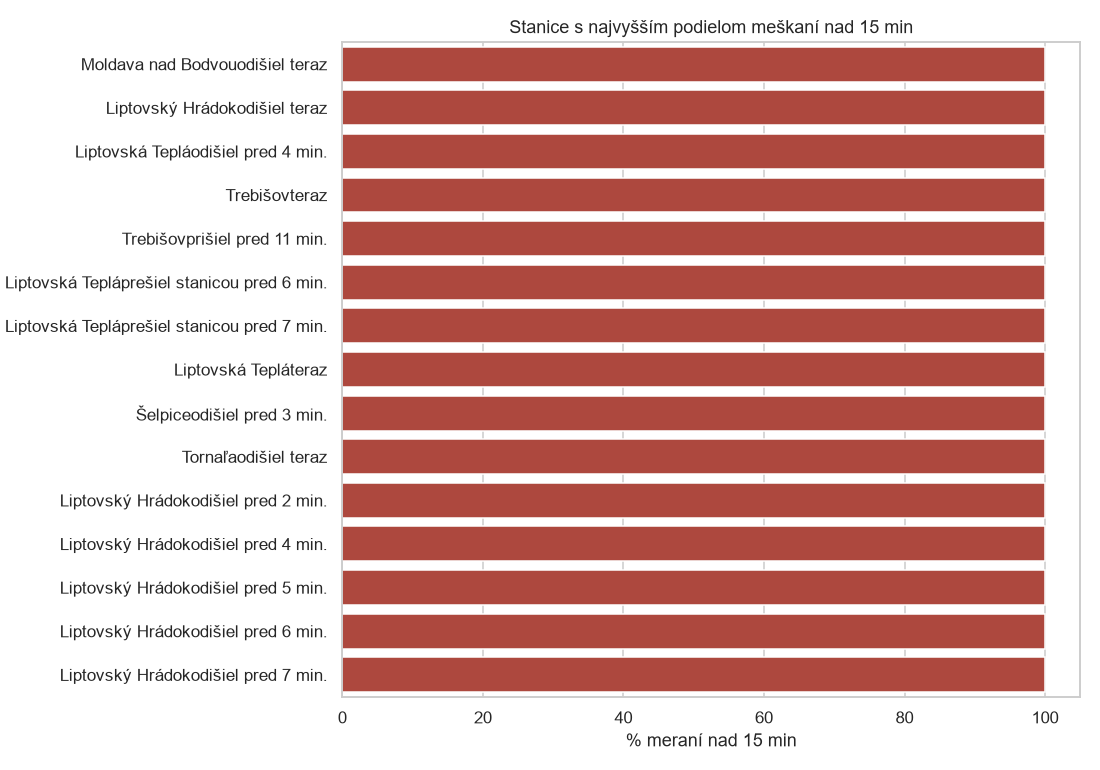 Stanice s najvyšším podielom meškaní nad 15 min
Moldava nad Bodvouodišiel teraz
Liptovský Hrádokodišiel teraz
Liptovská Tepláodišiel pred 4 min.
Trebišovteraz
Trebišovprišiel pred 11 min.
Liptovská Tepláprešiel stanicou pred 6 min.
Liptovská Tepláprešiel stanicou pred 7 min.
Liptovská Tepláteraz
Šelpiceodišiel pred 3 min.
Tornaľaodišiel teraz
Liptovský Hrádokodišiel pred 2 min.
Liptovský Hrádokodišiel pred 4 min.
Liptovský Hrádokodišiel pred 5 min.
Liptovský Hrádokodišiel pred 6 min.
Liptovský Hrádokodišiel pred 7 min.
0 20 40 60 80 100
% meraní nad 15 min